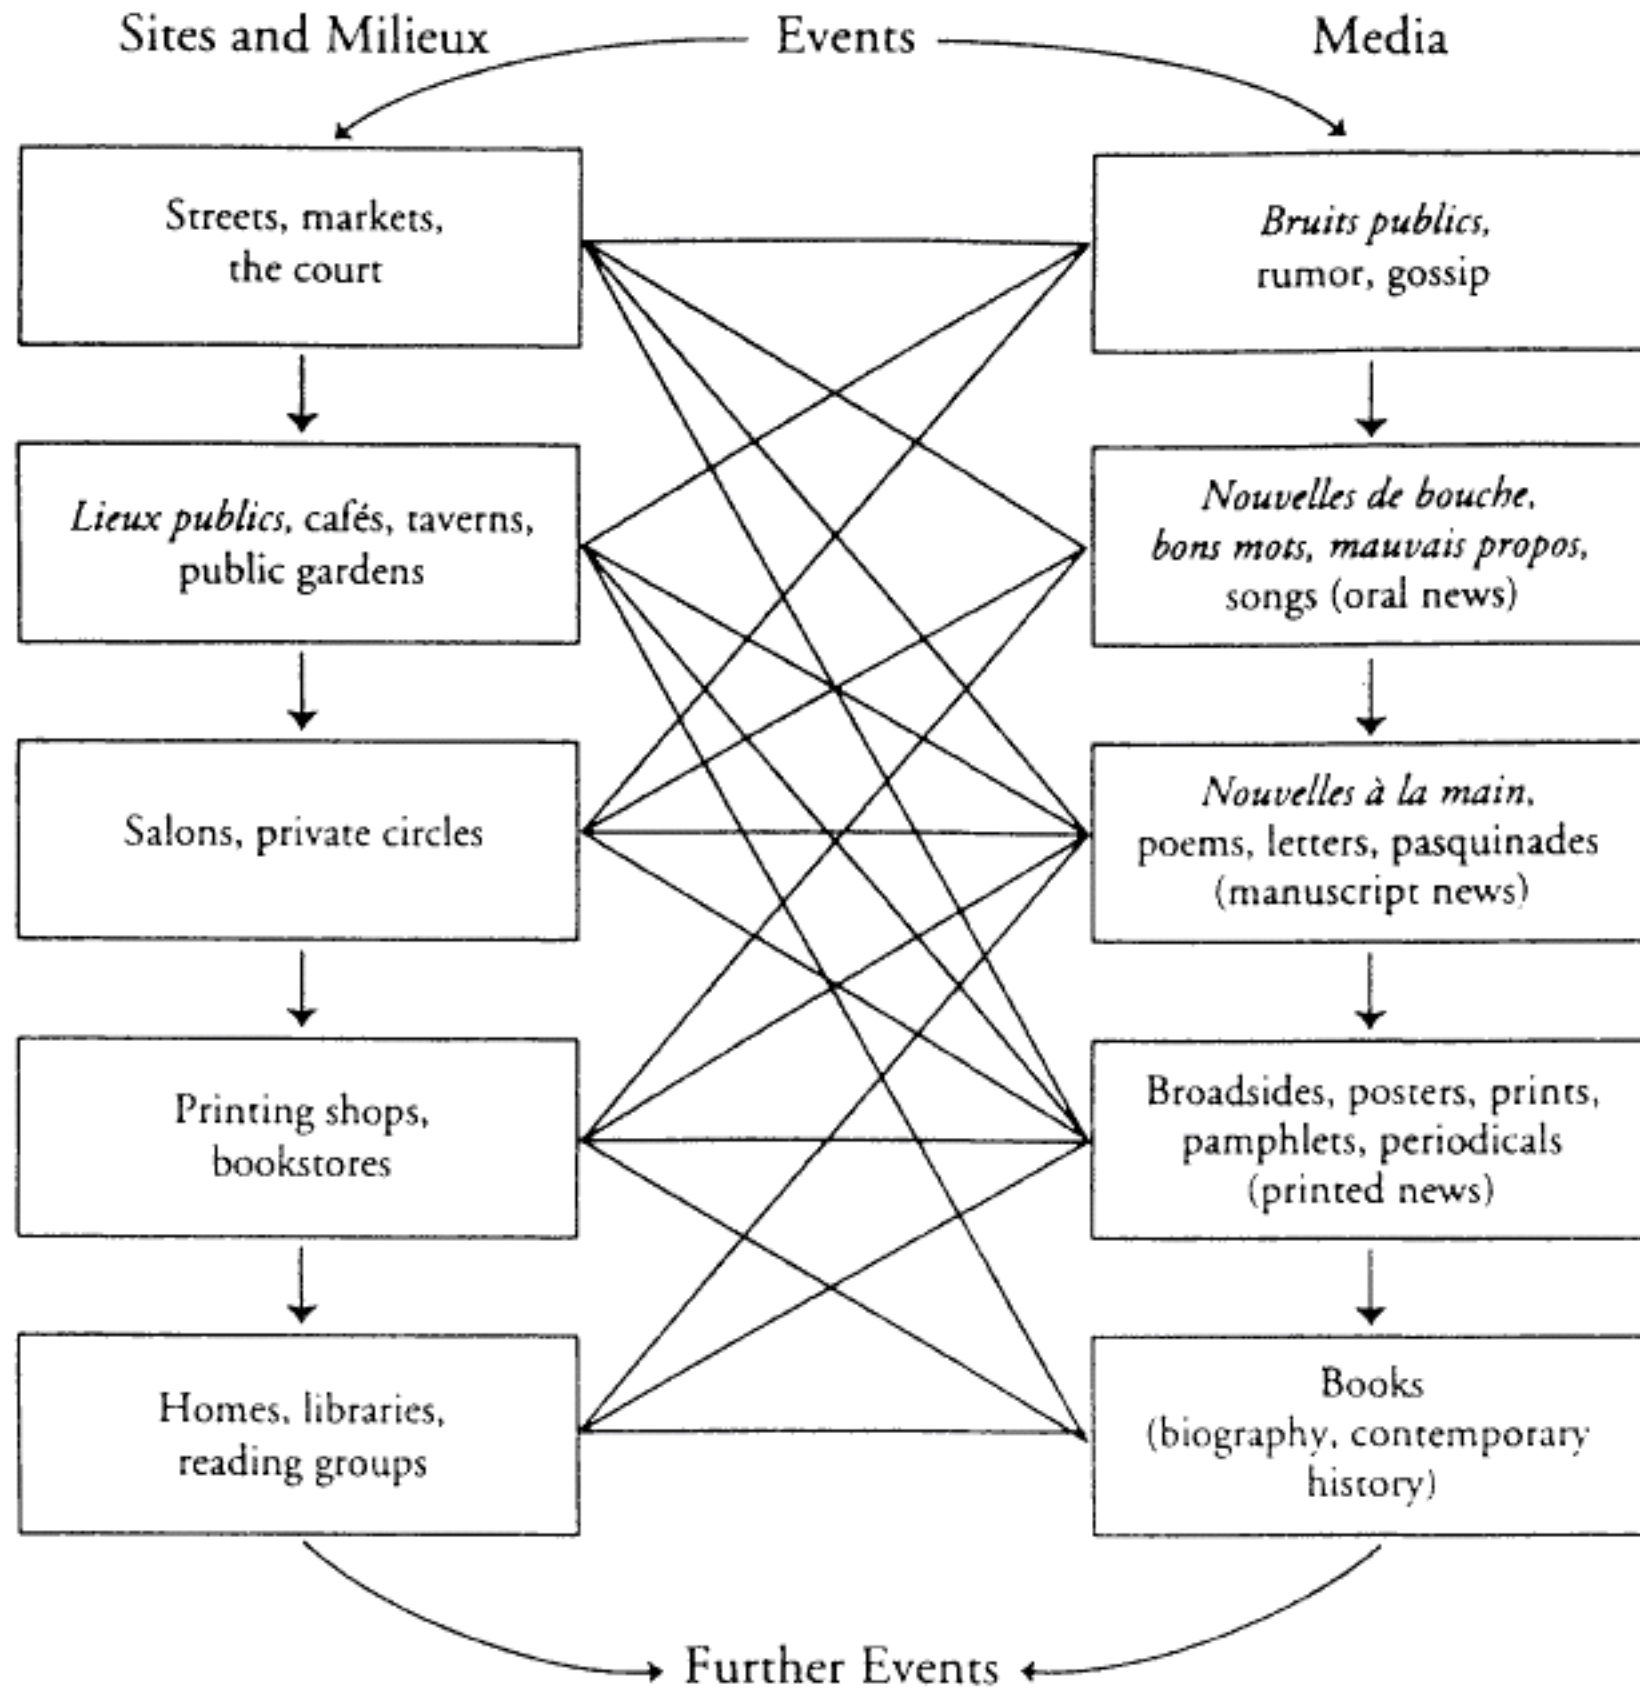 Sites and Milieux
Events
Media
Streets, markets,
the court
Bruits publics,
rumor, gossip
Lieux publics, cafés, taverns,
public gardens
Nouvelles de bouche,
bons mots, mauvais propos,
songs (oral news)
Salons, private circles
Nouvelles à la main,
poems, letters, pasquinades
(manuscript news)
Printing shops,
bookstores
Broadsides, posters, prints,
pamphlets, periodicals
(printed news)
Homes, libraries,
reading groups
Books
(biography, contemporary
history)
Further Events